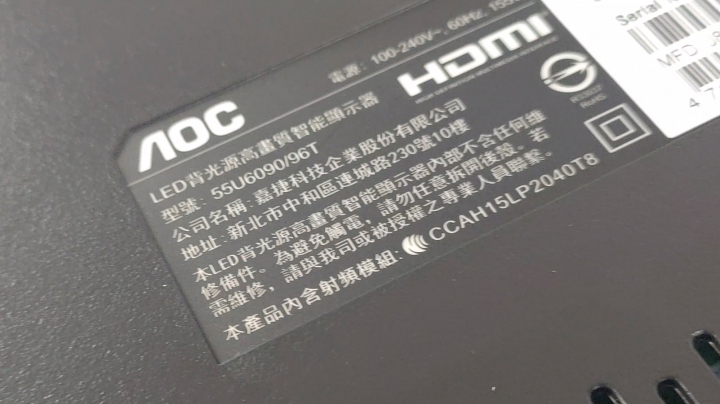 AOC
電源: 100-240V~, 60Hz,
HDMI
LED背光源高畫質智能顯示器
型號: 55U6090/96T
公司名稱: 嘉捷科技企業股份有限公司
地址: 新北市中和區連城路230號10樓
本LED背光源高畫質智能顯示器內部不含任何維
修備件。為避免觸電，請勿任意拆開後殼。若
需維修，請與我司或被授權之專業人員聯繫。
本產品內含射頻模組: CCAH15LP2040T8
RoHS
Serial
MFD